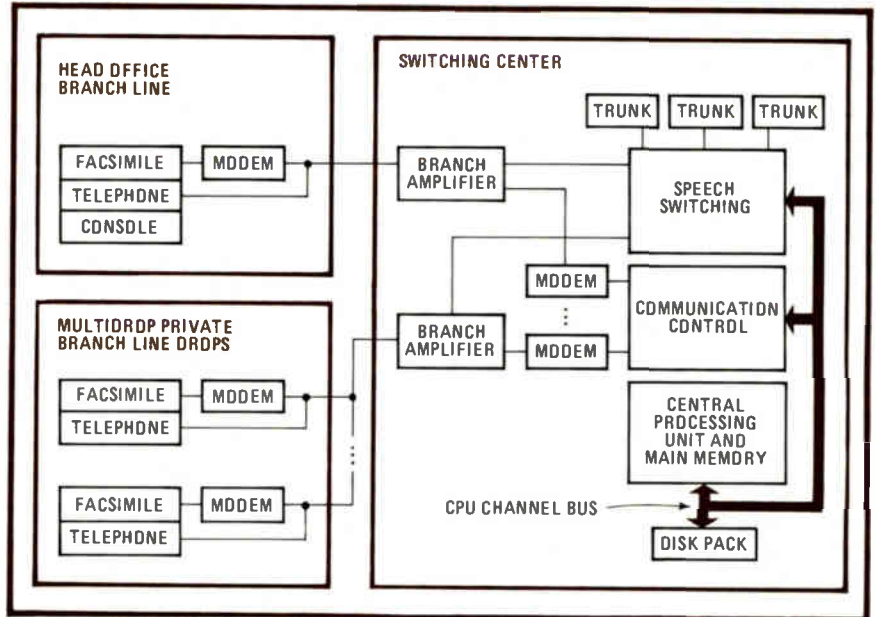 HEAD OFFICE
BRANCH LINE
FACSIMILE
MODEM
TELEPHONE
CONSOLE
MULTIDROP PRIVATE
BRANCH LINE DROPS
FACSIMILE
MODEM
TELEPHONE
FACSIMILE
MODEM
TELEPHONE
SWITCHING CENTER
TRUNK
TRUNK
TRUNK
BRANCH
AMPLIFIER
SPEECH
SWITCHING
MODEM
COMMUNICATION
CONTROL
BRANCH
AMPLIFIER
MODEM
CENTRAL
PROCESSING
UNIT AND
MAIN MEMORY
CPU CHANNEL BUS
DISK PACK